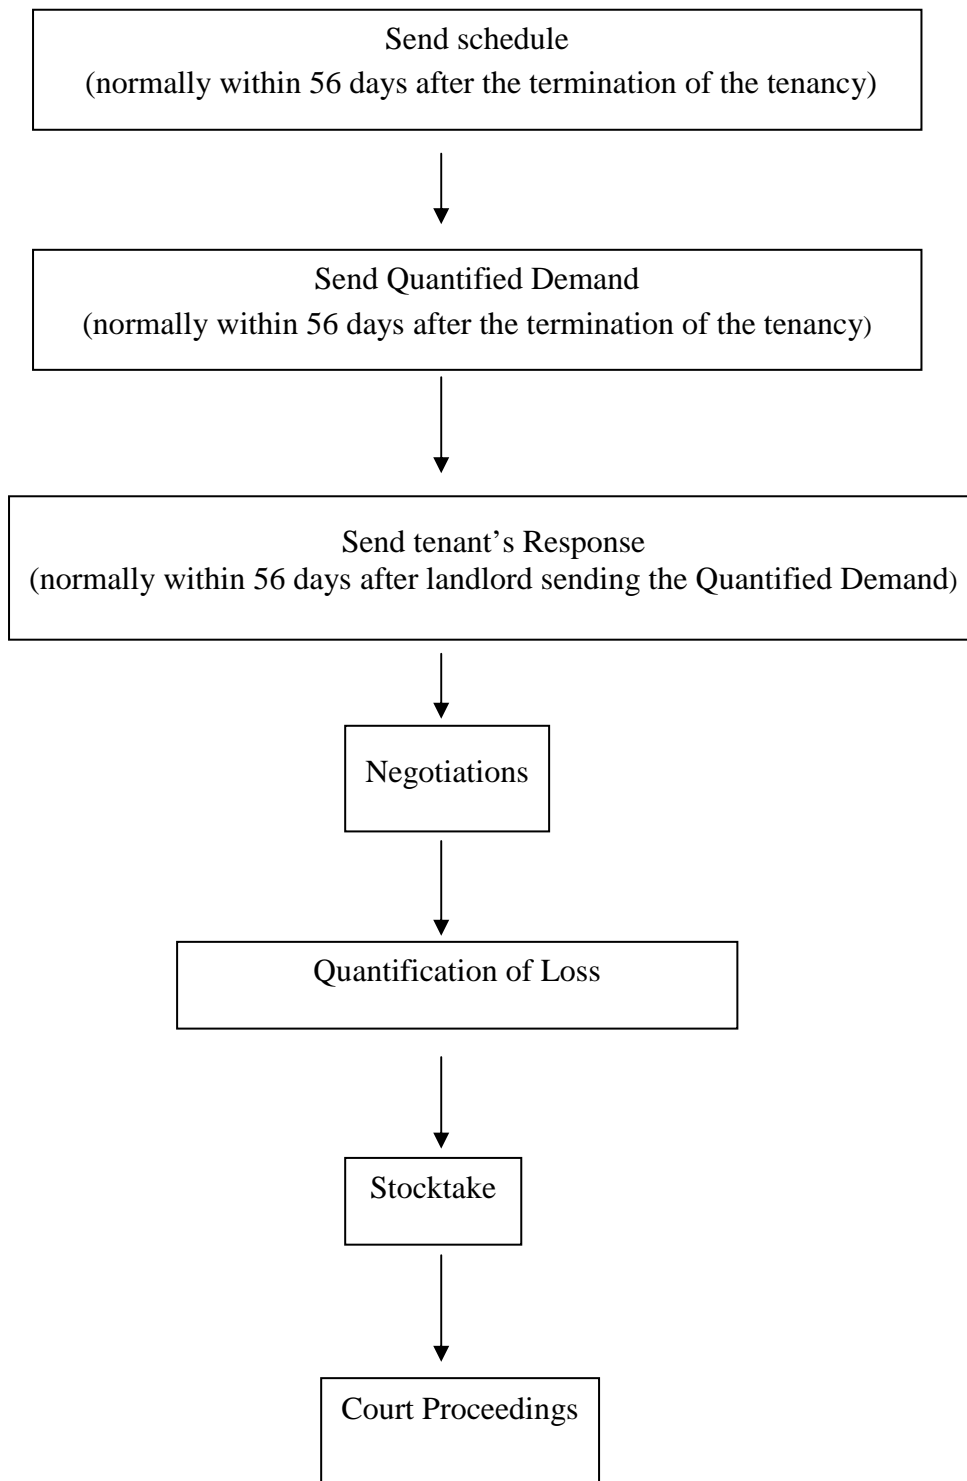 Send schedule
(normally within 56 days after the termination of the tenancy)
Send Quantified Demand
(normally within 56 days after the termination of the tenancy)
Send tenant’s Response
(normally within 56 days after landlord sending the Quantified Demand)
Negotiations
Quantification of Loss
Stocktake
Court Proceedings